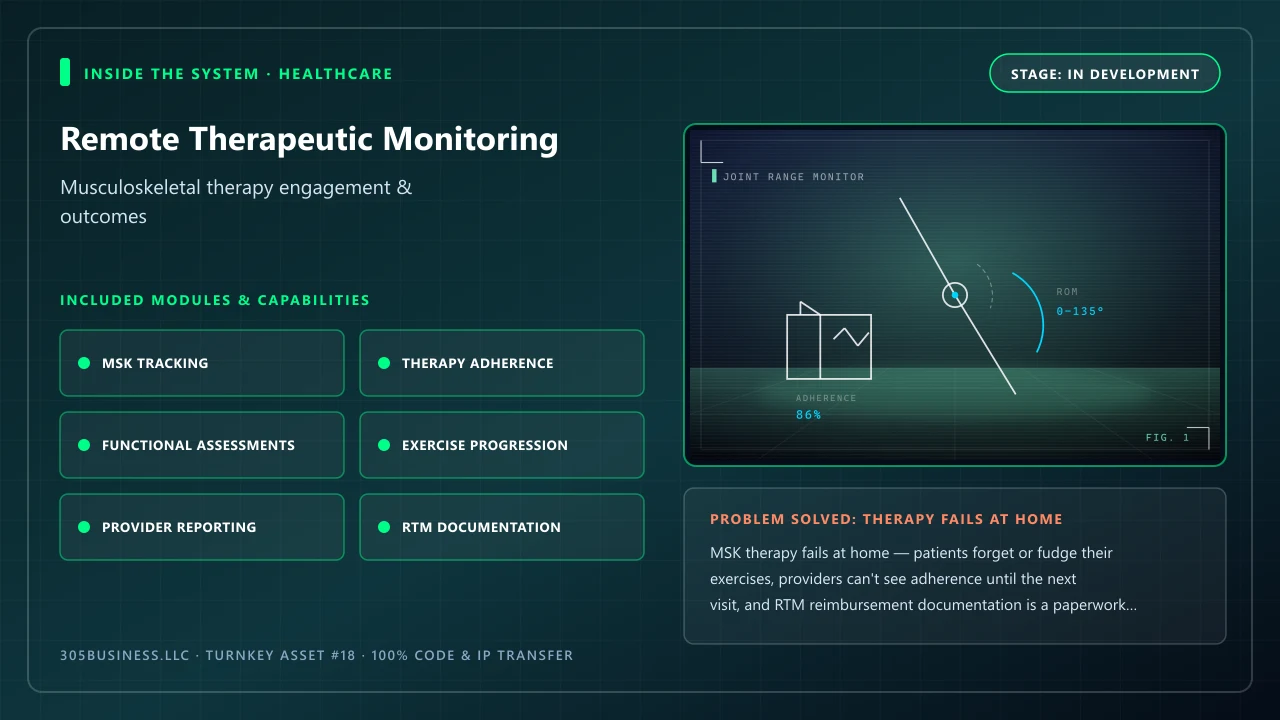 INSIDE THE SYSTEM · HEALTHCARE
STAGE: IN DEVELOPMENT
Remote Therapeutic Monitoring
Musculoskeletal therapy engagement &
outcomes
INCLUDED MODULES & CAPABILITIES
MSK TRACKING
THERAPY ADHERENCE
FUNCTIONAL ASSESSMENTS
EXERCISE PROGRESSION
PROVIDER REPORTING
RTM DOCUMENTATION
JOINT RANGE MONITOR
ROM
0–135°
ADHERENCE
86%
FIG. 1
PROBLEM SOLVED: THERAPY FAILS AT HOME
MSK therapy fails at home — patients forget or fudge their
exercises, providers can't see adherence until the next
visit, and RTM reimbursement documentation is a paperwork…
305BUSINESS.LLC · TURNKEY ASSET #18 · 100% CODE & IP TRANSFER